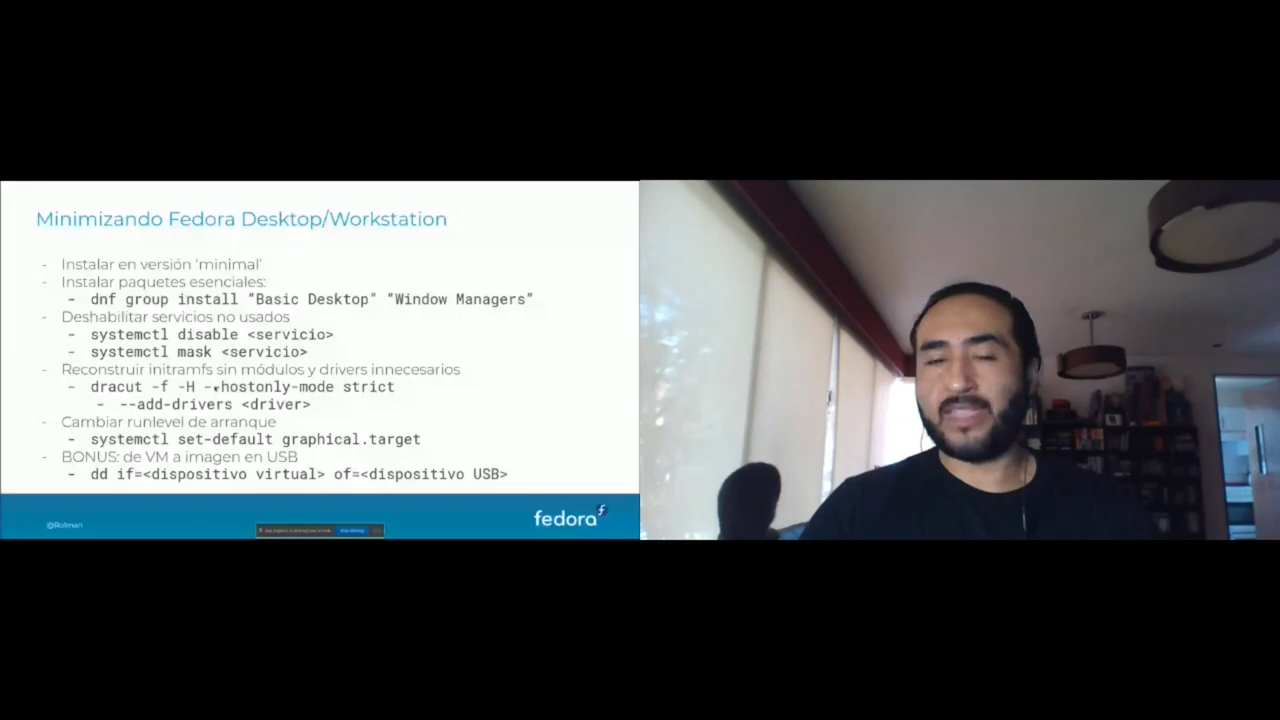 Minimizando Fedora Desktop/Workstation
- Instalar en versión 'minimal'
- Instalar paquetes esenciales:
- dnf group install “Basic Desktop” “Window Managers”
- Deshabilitar servicios no usados
- systemctl disable <servicio>
- systemctl mask <servicio>
- Reconstruir initramfs sin módulos y drivers innecesarios
- dracut -f -H --hostonly-mode strict
- --add-drivers <driver>
- Cambiar runlevel de arranque
- systemctl set-default graphical.target
- BONUS: de VM a imagen en USB
- dd if=<dispositivo virtual> of=<dispositivo USB>
@Rolman
fedora